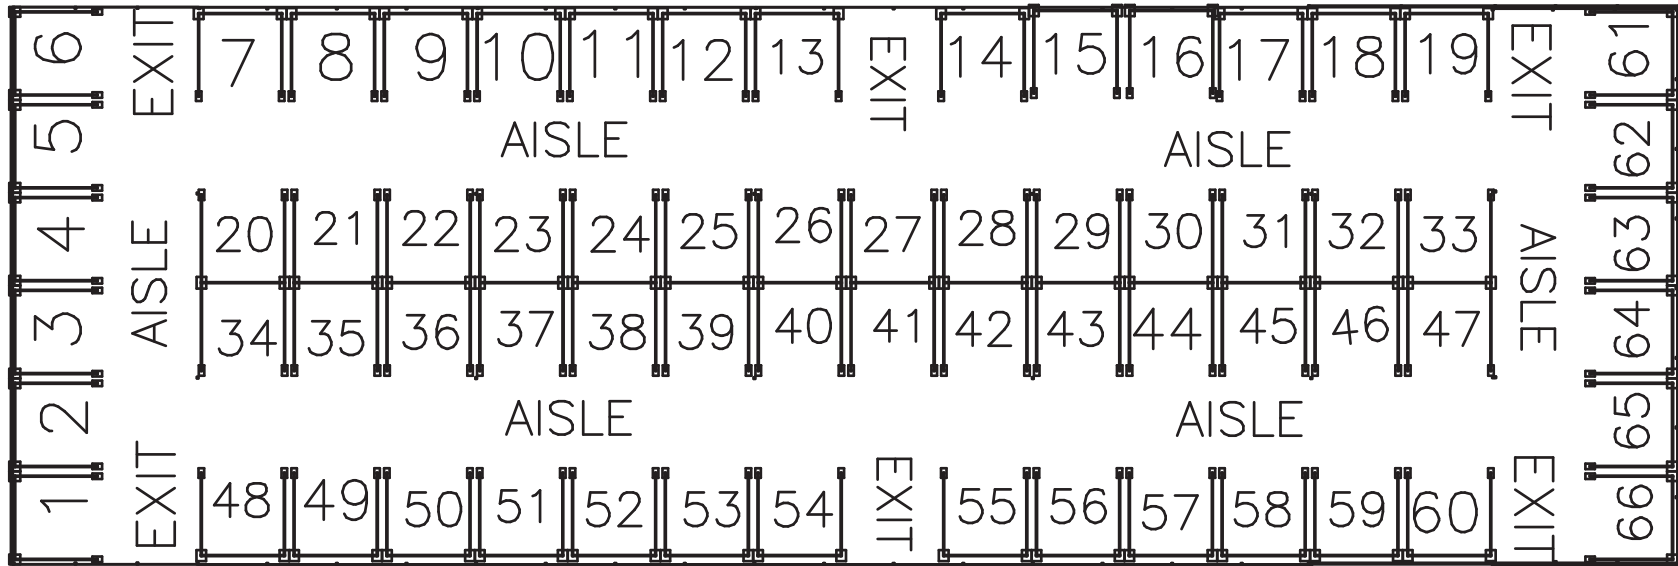 6 EXIT 7 8 9 10 11 12 13 EXIT 14 15 16 17 18 19 EXIT 61
5 AISLE AISLE 62
4 AISLE 20 21 22 23 24 25 26 27 28 29 30 31 32 33 AISLE 63
3 34 35 36 37 38 39 40 41 42 43 44 45 46 47 64
2 AISLE AISLE 65
1 EXIT 48 49 50 51 52 53 54 EXIT 55 56 57 58 59 60 EXIT 66